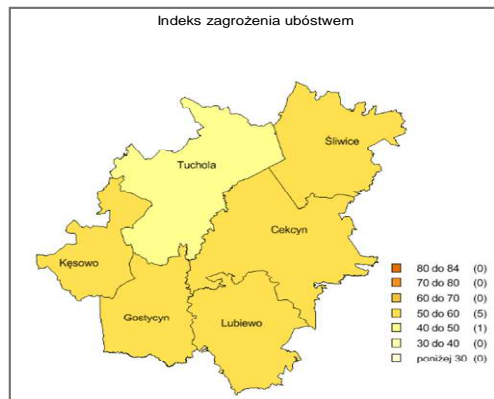 Indeks zagrożenia ubóstwem
Śliwice
Tuchola
Cekcyn
Kęsowo
Gostycyn
Lubiewo
80 do 84 (0)
70 do 80 (0)
60 do 70 (0)
50 do 60 (5)
40 do 50 (1)
30 do 40 (0)
poniżej 30 (0)